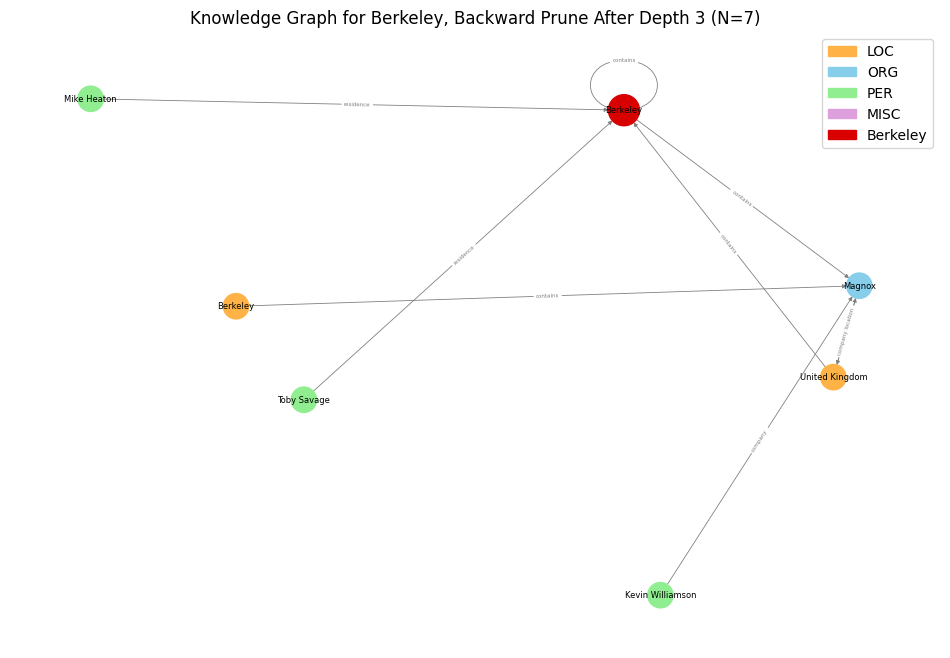 Knowledge Graph for Berkeley, Backward Prune After Depth 3 (N=7)
LOC
ORG
PER
MISC
Berkeley
contains
Mike Heaton
residence
Berkeley
contains
residence
contains
Magnox
Berkeley
contains
company location
United Kingdom
Toby Savage
company
Kevin Williamson